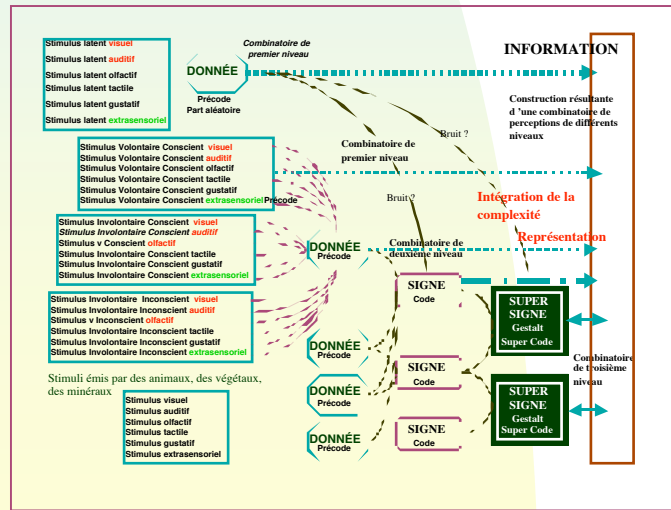 Stimulus latent visuel
Stimulus latent auditif
Stimulus latent olfactif
Stimulus latent tactile
Stimulus latent gustatif
Stimulus latent extrasensoriel
DONNÉE
Précode
Part aléatoire
Combinatoire de
premier niveau
INFORMATION
Construction résultante
d 'une combinatoire de
perceptions de différents
niveaux
Combinatoire de
premier niveau
Bruit ?
Stimulus Volontaire Conscient visuel
Stimulus Volontaire Conscient auditif
Stimulus Volontaire Conscient olfactif
Stimulus Volontaire Conscient tactile
Stimulus Volontaire Conscient gustatif
Stimulus Volontaire Conscient extrasensoriel Précode
Bruit ?
Intégration de la
complexité
Représentation
Stimulus Involontaire Conscient visuel
Stimulus Involontaire Conscient auditif
Stimulus v Conscient olfactif
Stimulus Involontaire Conscient tactile
Stimulus Involontaire Conscient gustatif
Stimulus Involontaire Conscient extrasensoriel
DONNÉE
Précode
Combinatoire de
deuxième niveau
SIGNE
Code
SUPER
SIGNE
Gestalt
Super Code
Stimulus Involontaire Inconscient visuel
Stimulus Involontaire Inconscient auditif
Stimulus v Inconscient olfactif
Stimulus Involontaire Inconscient tactile
Stimulus Involontaire Inconscient gustatif
Stimulus Involontaire Inconscient extrasensoriel
DONNÉE
Précode
SIGNE
Code
Combinatoire
de troisième
niveau
Stimuli émis par des animaux, des végétaux,
des minéraux
Stimulus visuel
Stimulus auditif
Stimulus olfactif
Stimulus tactile
Stimulus gustatif
Stimulus extrasensoriel
DONNÉE
Précode
SUPER
SIGNE
Gestalt
Super Code
DONNÉE
Précode
SIGNE
Code